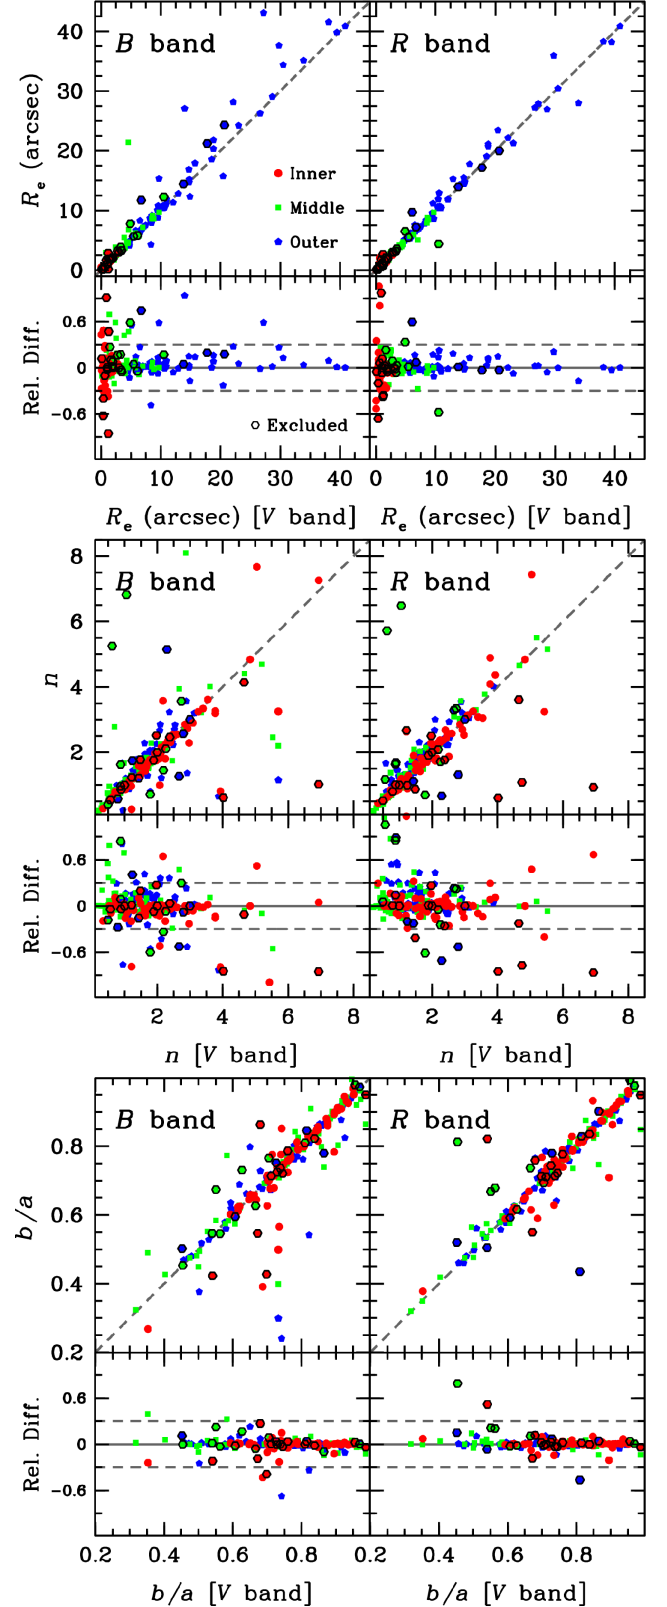 B band R band
40
30
20
10
0
R_e (arcsec)
Inner
Middle
Outer
0.6
0
−0.6
Rel. Diff.
Excluded
0 10 20 30 40 0 10 20 30 40
R_e (arcsec) [V band] R_e (arcsec) [V band]
B band R band
8
6
4
2
n
0.6
0
−0.6
Rel. Diff.
2 4 6 8 2 4 6 8
n [V band] n [V band]
B band R band
0.8
0.6
0.4
0.2
b/a
0.6
0
−0.6
Rel. Diff.
0.2 0.4 0.6 0.8 0.2 0.4 0.6 0.8
b/a [V band] b/a [V band]